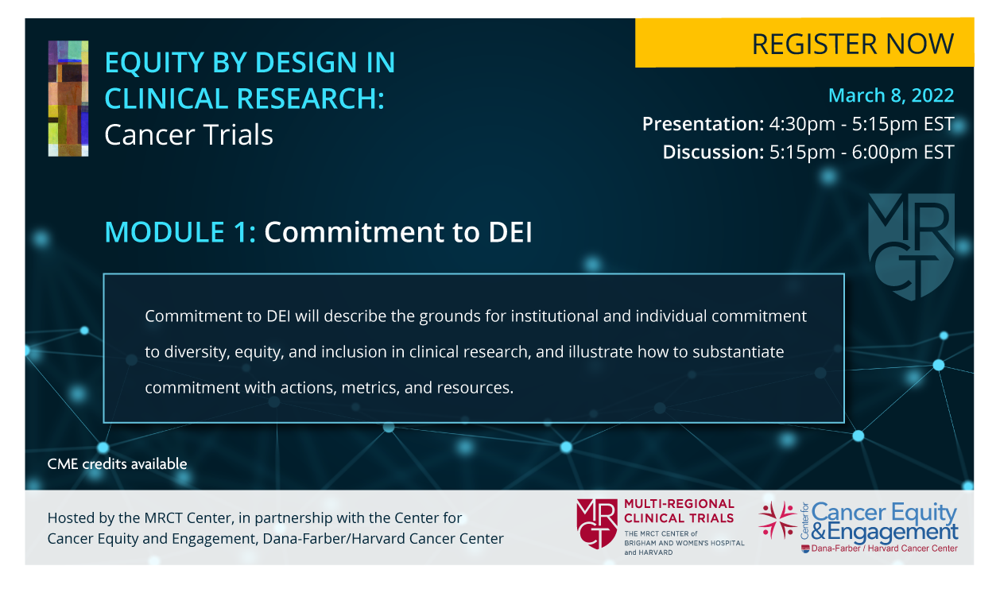 EQUITY BY DESIGN IN
CLINICAL RESEARCH:
Cancer Trials
REGISTER NOW
March 8, 2022
Presentation: 4:30pm - 5:15pm EST
Discussion: 5:15pm - 6:00pm EST
MRCT
MODULE 1: Commitment to DEI
Commitment to DEI will describe the grounds for institutional and individual commitment
to diversity, equity, and inclusion in clinical research, and illustrate how to substantiate
commitment with actions, metrics, and resources.
CME credits available
Hosted by the MRCT Center, in partnership with the Center for
Cancer Equity and Engagement, Dana-Farber/Harvard Cancer Center
MRCT
MULTI-REGIONAL
CLINICAL TRIALS
THE MRCT CENTER of
BRIGHAM AND WOMEN'S HOSPITAL
and HARVARD
Center for
Cancer Equity
&Engagement
Dana-Farber / Harvard Cancer Center